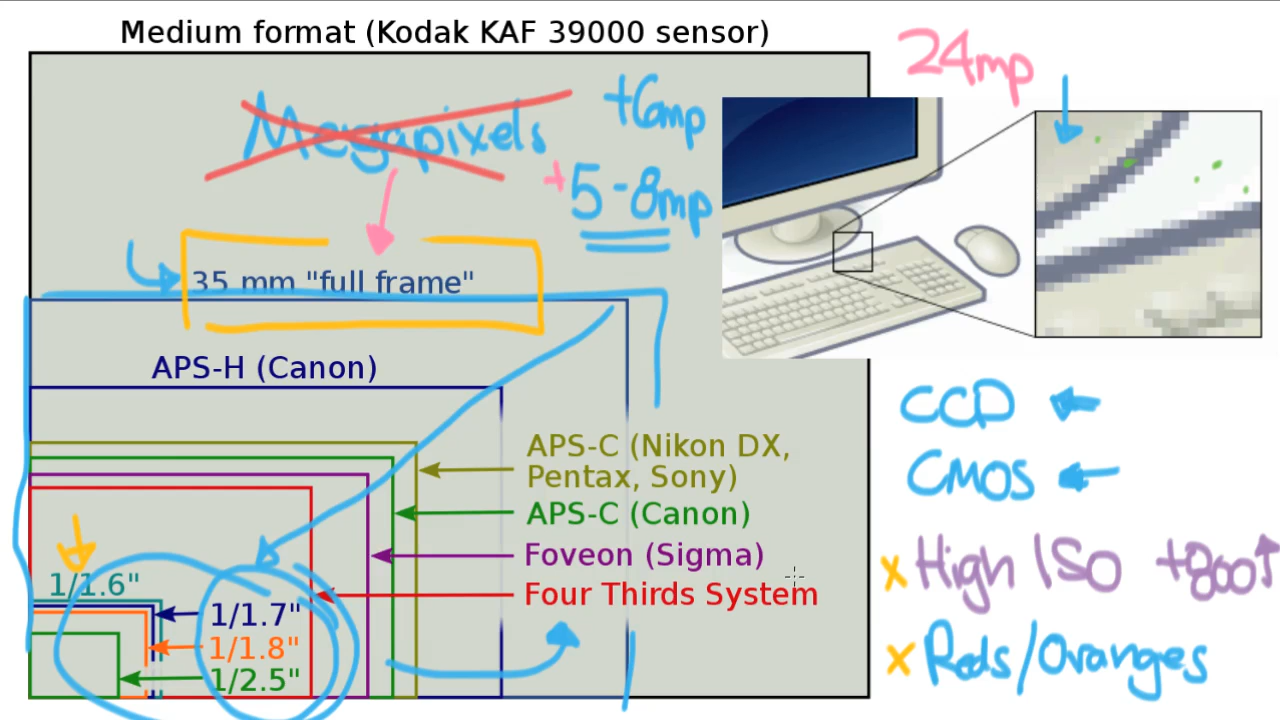 Medium format (Kodak KAF 39000 sensor)
24mp
Megapixels
+6mp
+5-8mp
35 mm "full frame"
APS-H (Canon)
APS-C (Nikon DX,
Pentax, Sony)
APS-C (Canon)
Foveon (Sigma)
Four Thirds System
1/1.6"
1/1.7"
1/1.8"
1/2.5"
CCD
CMOS
x High ISO +800↑
x Reds/Oranges